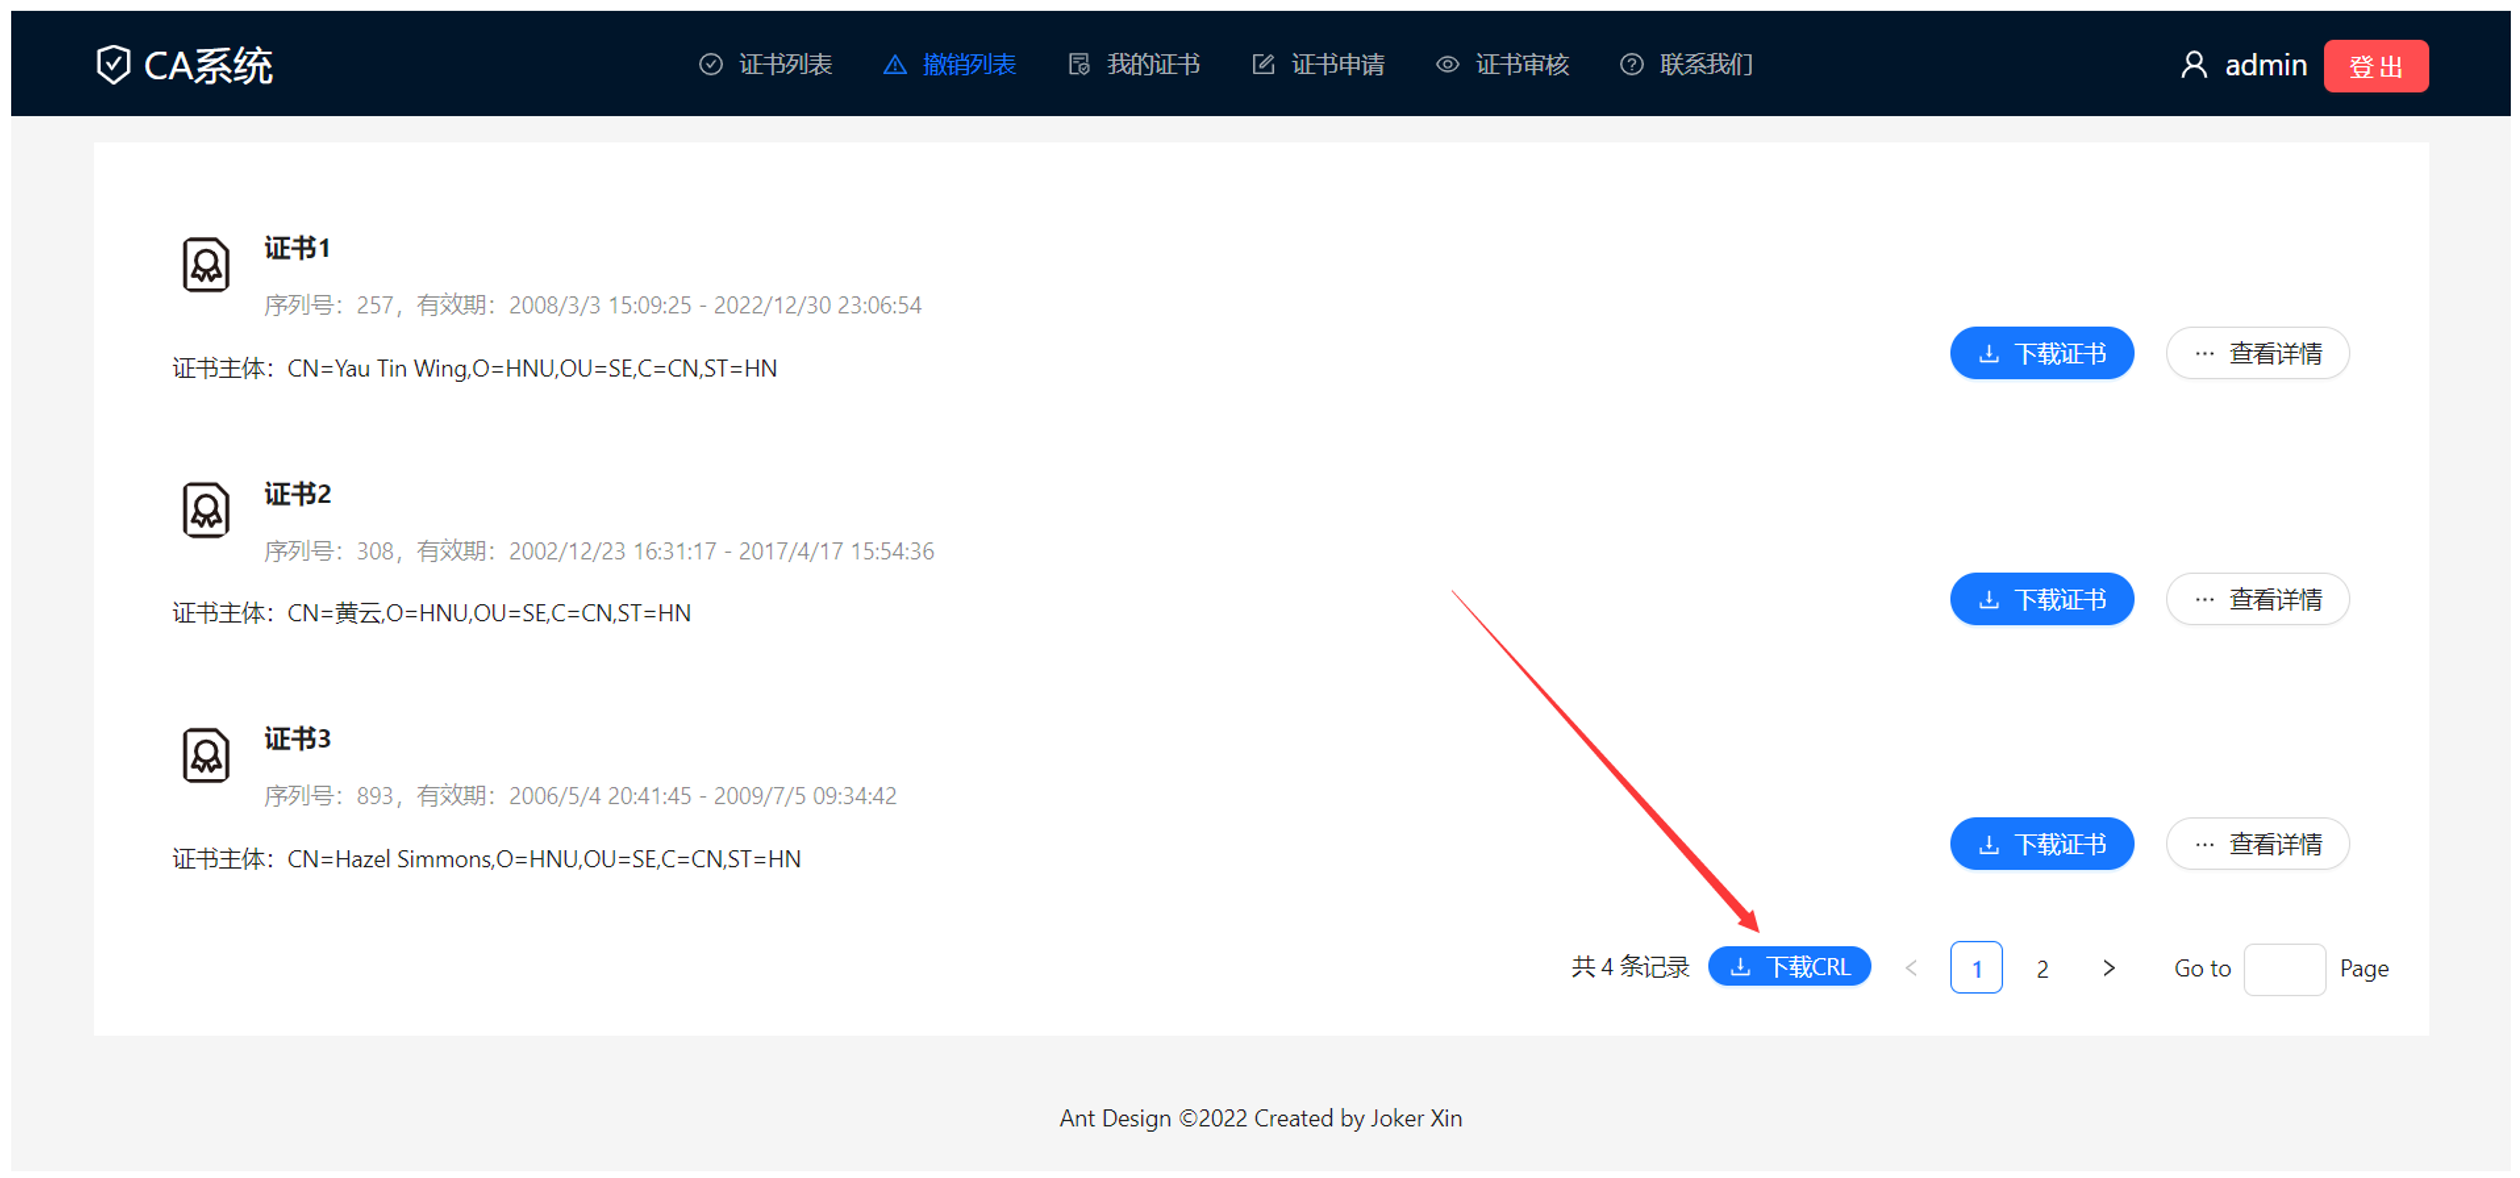 CA系统 证书列表 撤销列表 我的证书 证书申请 证书审核 联系我们 admin 登出
证书1
序列号：257，有效期：2008/3/3 15:09:25 - 2022/12/30 23:06:54
下载证书 ··· 查看详情
证书主体：CN=Yau Tin Wing,O=HNU,OU=SE,C=CN,ST=HN
证书2
序列号：308，有效期：2002/12/23 16:31:17 - 2017/4/17 15:54:36
下载证书 ··· 查看详情
证书主体：CN=黄云,O=HNU,OU=SE,C=CN,ST=HN
证书3
序列号：893，有效期：2006/5/4 20:41:45 - 2009/7/5 09:34:42
下载证书 ··· 查看详情
证书主体：CN=Hazel Simmons,O=HNU,OU=SE,C=CN,ST=HN
共 4 条记录 下载CRL < 1 2 > Go to Page
Ant Design ©2022 Created by Joker Xin